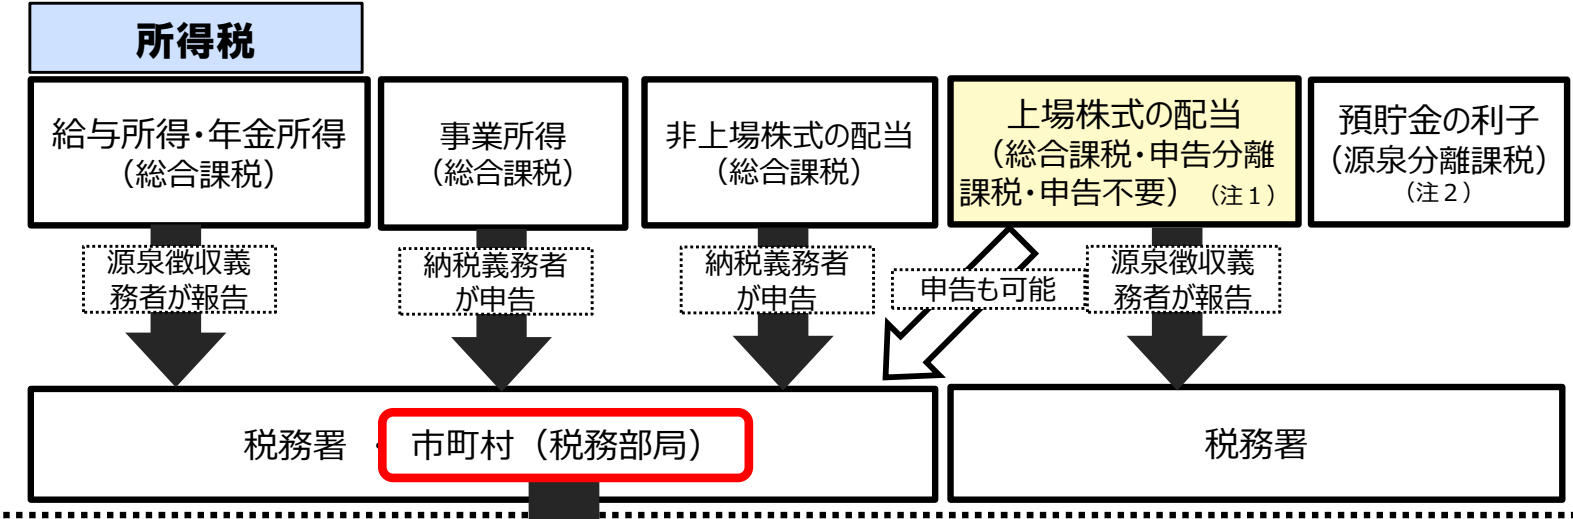 所得税
給与所得・年金所得
（総合課税）
事業所得
（総合課税）
非上場株式の配当
（総合課税）
上場株式の配当
（総合課税・申告分離
課税・申告不要）（注１）
預貯金の利子
（源泉分離課税）
（注２）
源泉徴収義
務者が報告
納税義務者
が申告
納税義務者
が申告
申告も可能
源泉徴収義
務者が報告
税務署・市町村（税務部局）
税務署